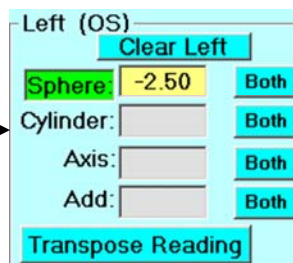 Left (OS)
Clear Left
Sphere: -2.50 Both
Cylinder: Both
Axis: Both
Add: Both
Transpose Reading